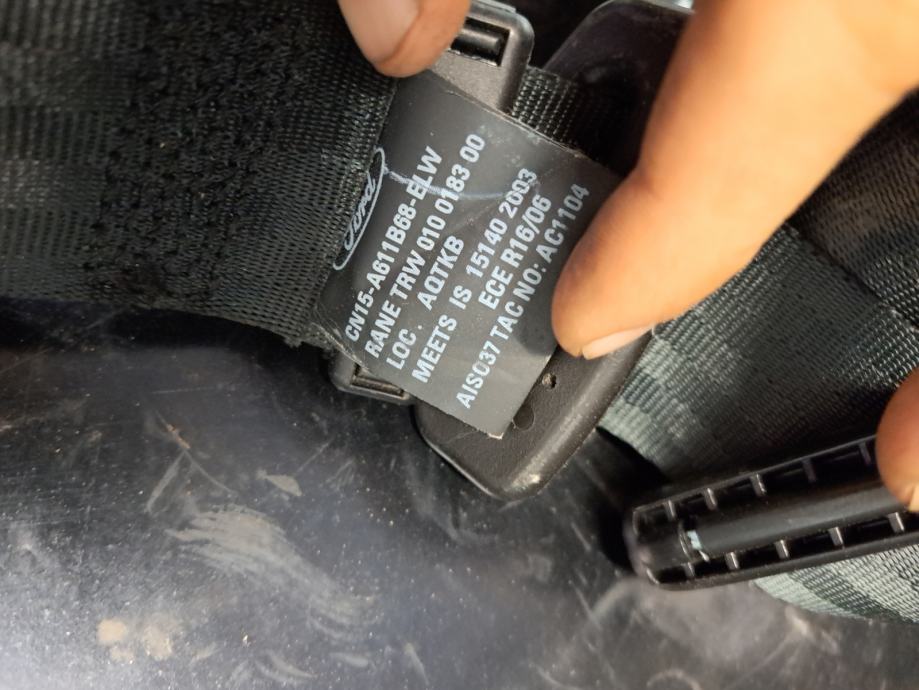 Ford
CN15-A611B68-ELW
RANE TRW 010 0183 00
LOC. AQTKB
MEETS IS 15140 2003
ECE R16/06
AIS037 TAC NO: AC1104